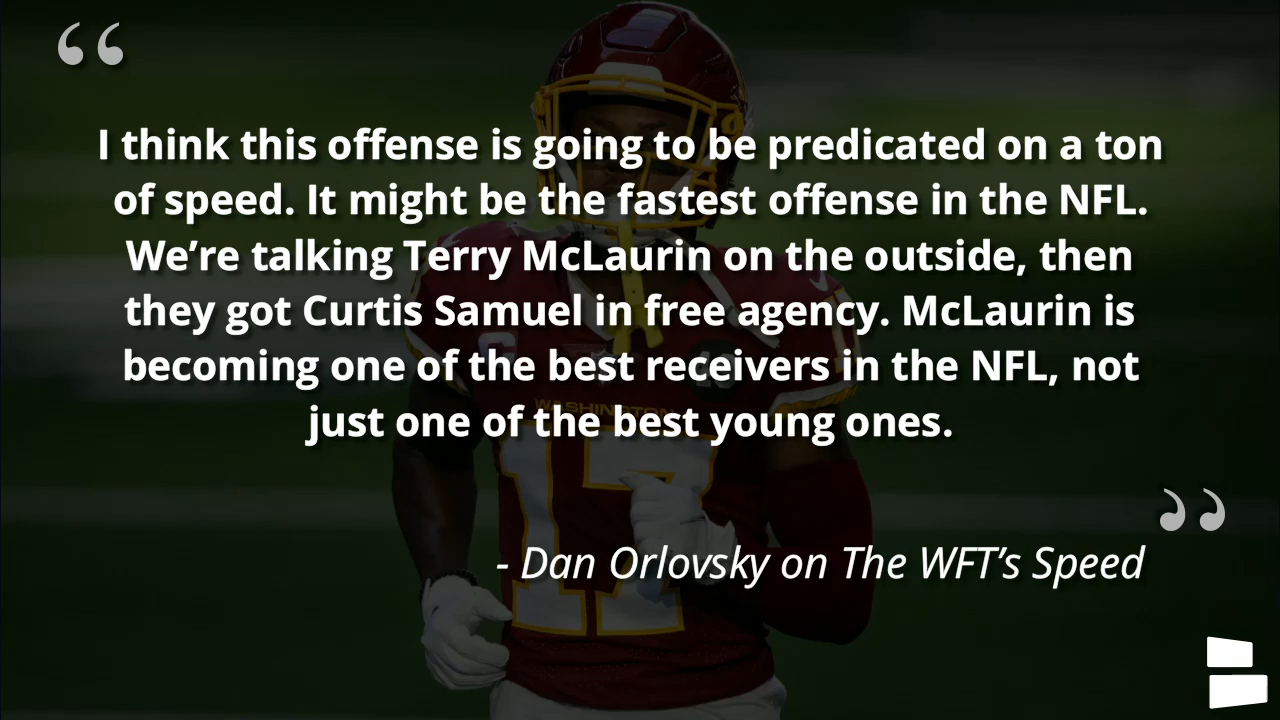 “
I think this offense is going to be predicated on a ton
of speed. It might be the fastest offense in the NFL.
We’re talking Terry McLaurin on the outside, then
they got Curtis Samuel in free agency. McLaurin is
becoming one of the best receivers in the NFL, not
just one of the best young ones.
”
- Dan Orlovsky on The WFT’s Speed
WASHINGTON
17